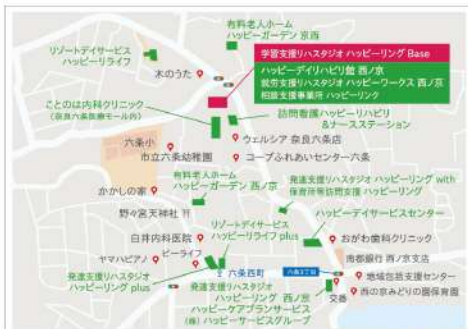 有料老人ホーム
ハッピーガーデン 京西
リゾートデイサービス
ハッピーリライフ
学習支援リハスタジオ ハッピーリング Base
ハッピーデイリハビリ館 西ノ京
就労支援リハスタジオ ハッピーワークス 西ノ京
相談支援事業所 ハッピーリンク
木のうた
ことのは内科クリニック
(奈良六条医療モール内)
訪問看護ハッピーリハビリ
&ナースステーション
六条小
市立六条幼稚園
ウェルシア 奈良六条店
コープふれあいセンター六条
有料老人ホーム
ハッピーガーデン 西ノ京
かかしの家
発達支援リハスタジオ ハッピーリング with
保育所等訪問支援 ハッピーリング
野々宮天神社
リゾートデイサービス
ハッピーリライフ plus
ハッピーデイサービスセンター
白井内科医院
おがわ歯科クリニック
ヤマハピアノ
ビーライフ
南都銀行 西ノ京支店
六条西町
六条3丁目
地域包括支援センター
発達支援リハスタジオ
ハッピーリング plus
発達支援リハスタジオ
ハッピーリング 西ノ京
ハッピーケアプランサービス
(株)ハッピーサービスグループ
交番
西の京みどりの園保育園